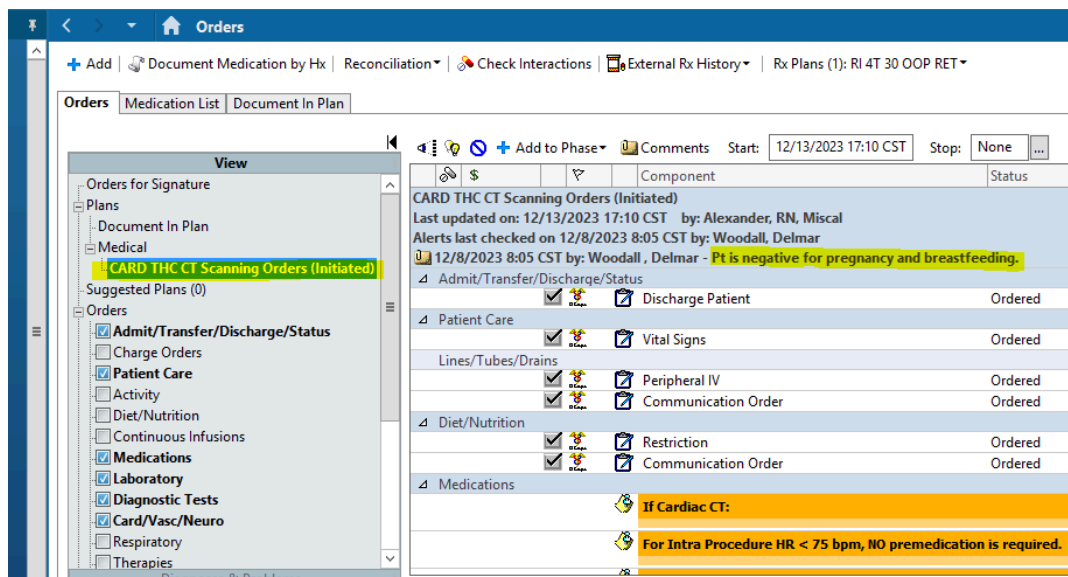 Orders
Add Document Medication by Hx Reconciliation Check Interactions External Rx History Rx Plans (1): RI 4T 30 OOP RET
Orders Medication List Document In Plan
View
Orders for Signature
Plans
Document In Plan
Medical
CARD THC CT Scanning Orders (Initiated)
Suggested Plans (0)
Orders
Admit/Transfer/Discharge/Status
Charge Orders
Patient Care
Activity
Diet/Nutrition
Continuous Infusions
Medications
Laboratory
Diagnostic Tests
Card/Vasc/Neuro
Respiratory
Therapies
Add to Phase Comments Start: 12/13/2023 17:10 CST Stop: None ...
$ Component Status
CARD THC CT Scanning Orders (Initiated)
Last updated on: 12/13/2023 17:10 CST by: Alexander, RN, Miscal
Alerts last checked on 12/8/2023 8:05 CST by: Woodall, Delmar
12/8/2023 8:05 CST by: Woodall , Delmar - Pt is negative for pregnancy and breastfeeding.
Admit/Transfer/Discharge/Status
Discharge Patient Ordered
Patient Care
Vital Signs Ordered
Lines/Tubes/Drains
Peripheral IV Ordered
Communication Order Ordered
Diet/Nutrition
Restriction Ordered
Communication Order Ordered
Medications
If Cardiac CT:
For Intra Procedure HR < 75 bpm, NO premedication is required.